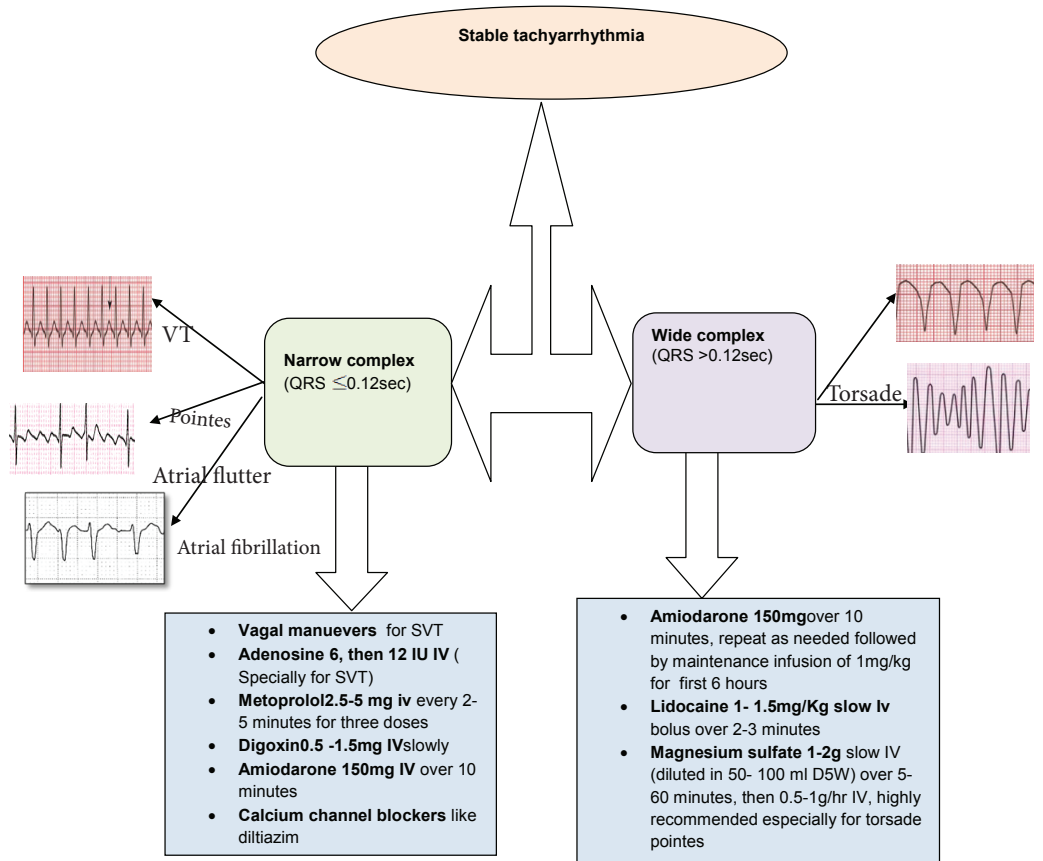 Stable tachyarrhythmia
VT
Pointes
Atrial flutter
Atrial fibrillation
Narrow complex
(QRS ≤0.12sec)
Wide complex
(QRS >0.12sec)
Torsade
• Vagal manuevers for SVT
• Adenosine 6, then 12 IU IV (
Specially for SVT)
• Metoprolol2.5-5 mg iv every 2-
5 minutes for three doses
• Digoxin0.5 -1.5mg IVslowly
• Amiodarone 150mg IV over 10
minutes
• Calcium channel blockers like
diltiazim
• Amiodarone 150mgover 10
minutes, repeat as needed followed
by maintenance infusion of 1mg/kg
for first 6 hours
• Lidocaine 1- 1.5mg/Kg slow Iv
bolus over 2-3 minutes
• Magnesium sulfate 1-2g slow IV
(diluted in 50- 100 ml D5W) over 5-
60 minutes, then 0.5-1g/hr IV, highly
recommended especially for torsade
pointes